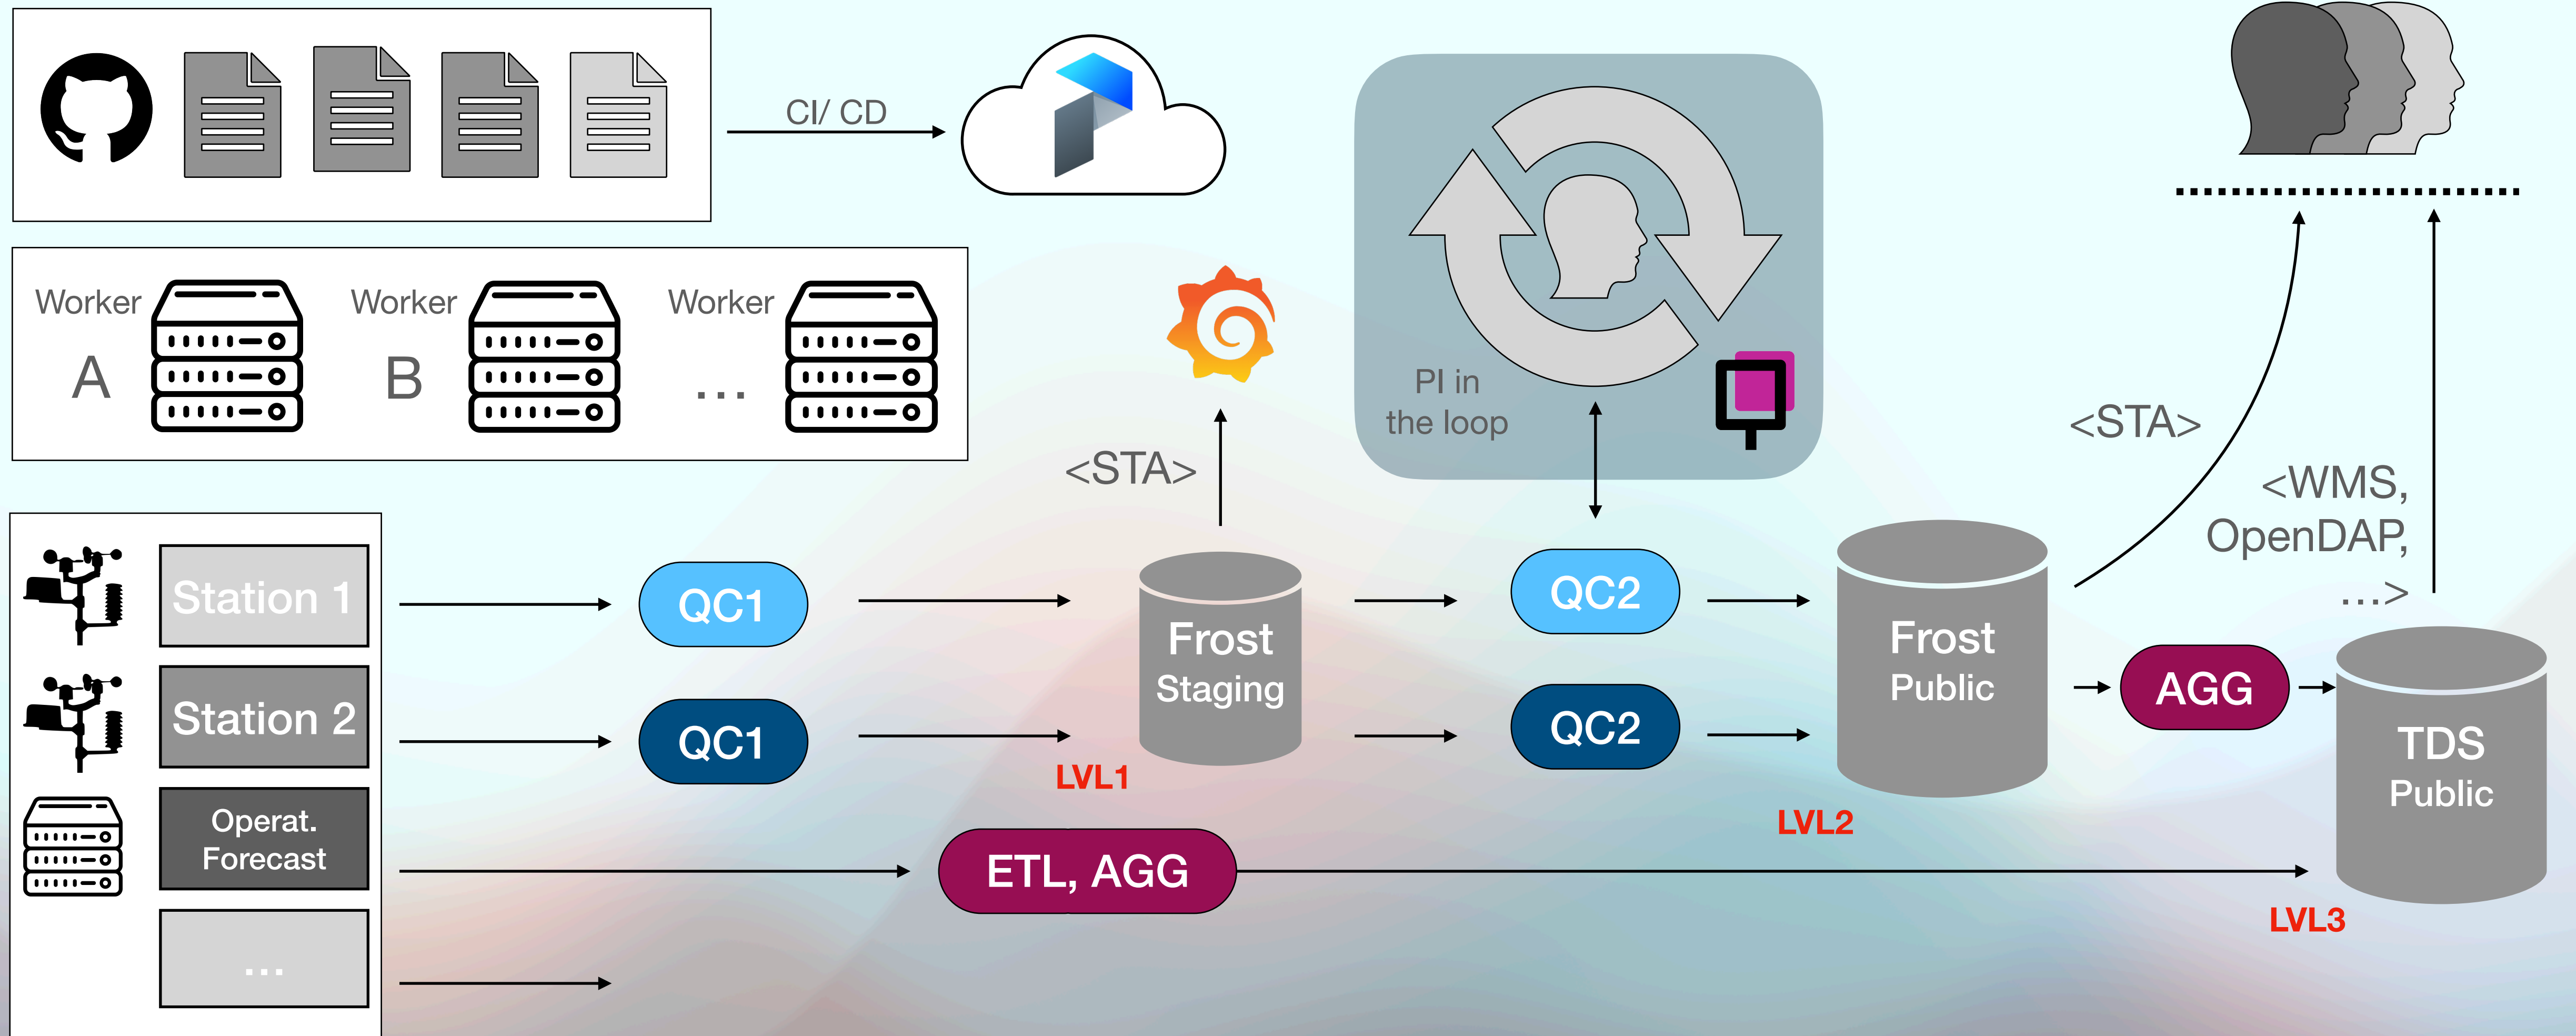 CI/ CD
Worker
A
Worker
B
Worker
...
PI in
the loop
<STA>
<STA>
<WMS,
OpenDAP,
...>
Station 1
QC1
Frost
Staging
QC2
Frost
Public
Station 2
QC1
QC2
AGG
TDS
Public
LVL1
LVL2
Operat.
Forecast
ETL, AGG
LVL3
...